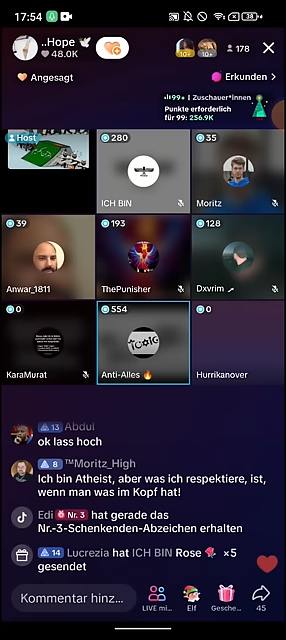 17:54
38
..Hope 🕊
48.0K
10+
10+
178
Angesagt
Erkunden >
99+ | Zuschauer*innen
Punkte erforderlich
für 99: 256.9K
Host
280
ICH BIN
35
Moritz
39
Anwar_1811
193
ThePunisher
128
Dxvrim
0
KaraMurat
554
TOXIC
Anti-Alles 🔥
0
Hurrikanover
13 Abdul
ok lass hoch
8 ™Moritz_High
Ich bin Atheist, aber was ich respektiere, ist,
wenn man was im Kopf hat!
Edi Nr. 3 hat gerade das
Nr.-3-Schenkenden-Abzeichen erhalten
14 Lucrezia hat ICH BIN Rose 🌹 ×5
gesendet
Kommentar hinz...
LIVE mi...
Elf
Gesche...
45